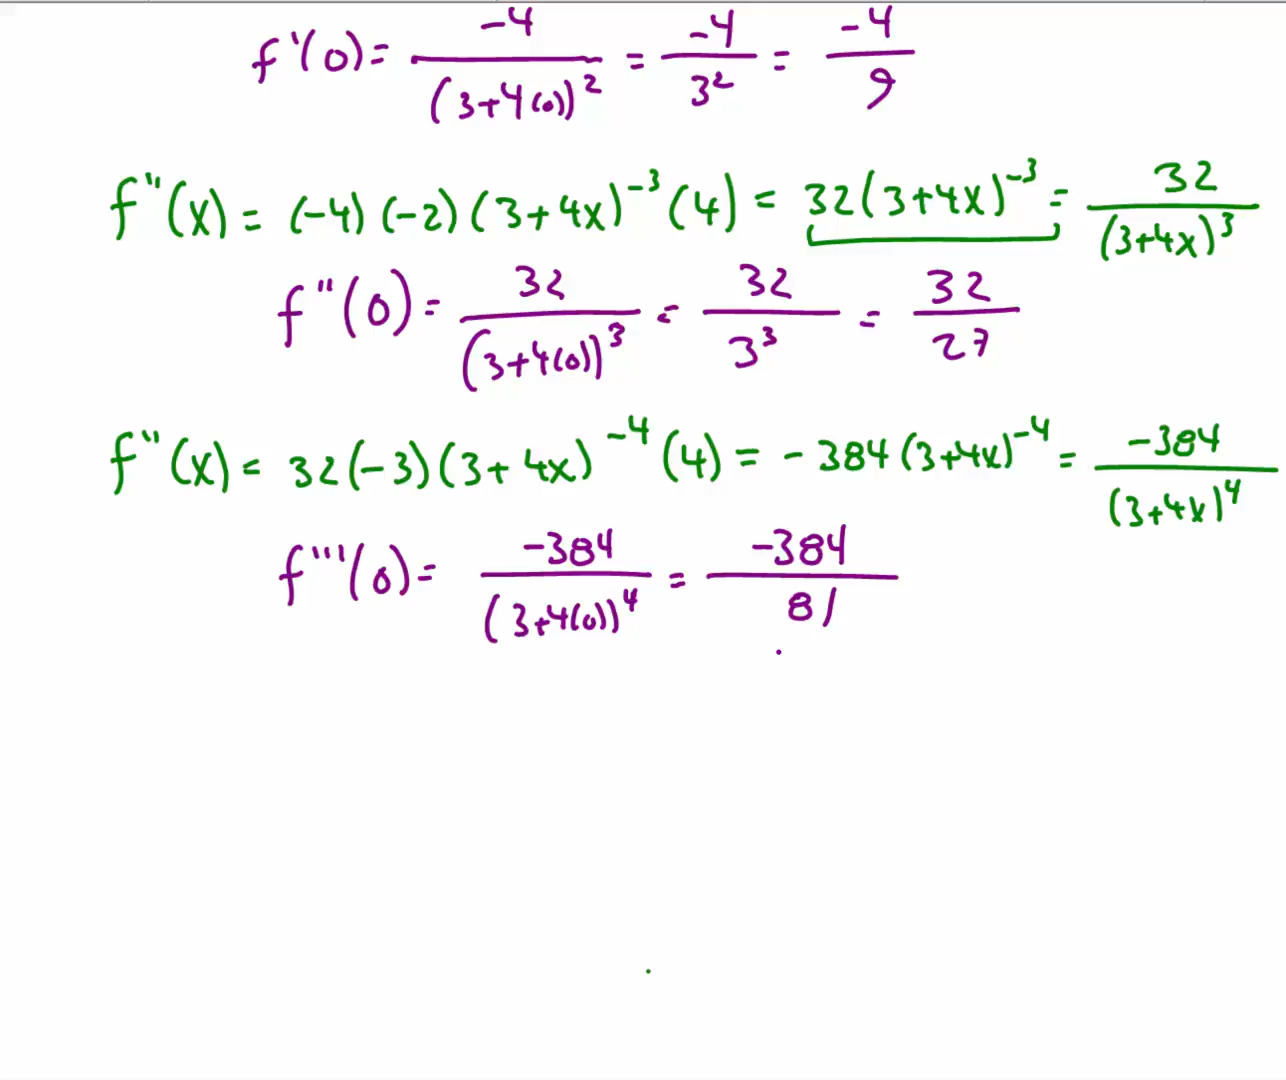 f'(0) = -4/(3+4(0))² = -4/3² = -4/9
f''(x) = (-4)(-2)(3+4x)⁻³(4) = 32(3+4x)⁻³ = 32/(3+4x)³
f''(0) = 32/(3+4(0))³ = 32/3³ = 32/27
f''(x) = 32(-3)(3+4x)⁻⁴(4) = -384(3+4x)⁻⁴ = -384/(3+4x)⁴
f'''(0) = -384/(3+4(0))⁴ = -384/81